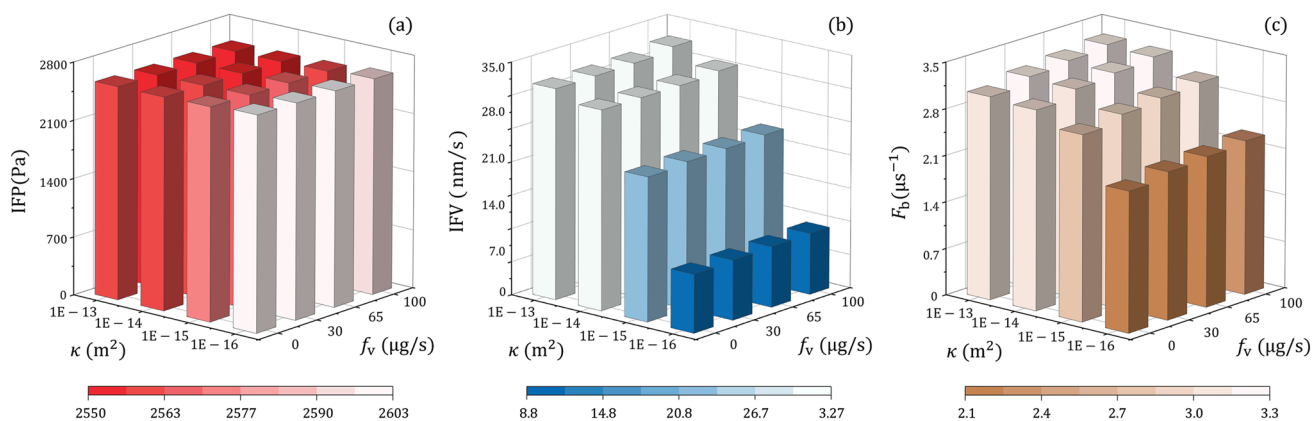 (a)
IFP(Pa)
2800
2100
1400
700
0
1E − 13
1E − 14
1E − 15
1E − 16
κ (m²)
0
30
65
100
fᵥ (μg/s)
2550 2563 2577 2590 2603
(b)
IFV ( nm/s)
35.0
28.0
21.0
14.0
7.0
0
1E − 13
1E − 14
1E − 15
1E − 16
κ (m²)
0
30
65
100
fᵥ (μg/s)
8.8 14.8 20.8 26.7 3.27
(c)
F_b (μs⁻¹)
3.5
2.8
2.1
1.4
0.7
0
1E − 13
1E − 14
1E − 15
1E − 16
κ (m²)
0
30
65
100
fᵥ (μg/s)
2.1 2.4 2.7 3.0 3.3